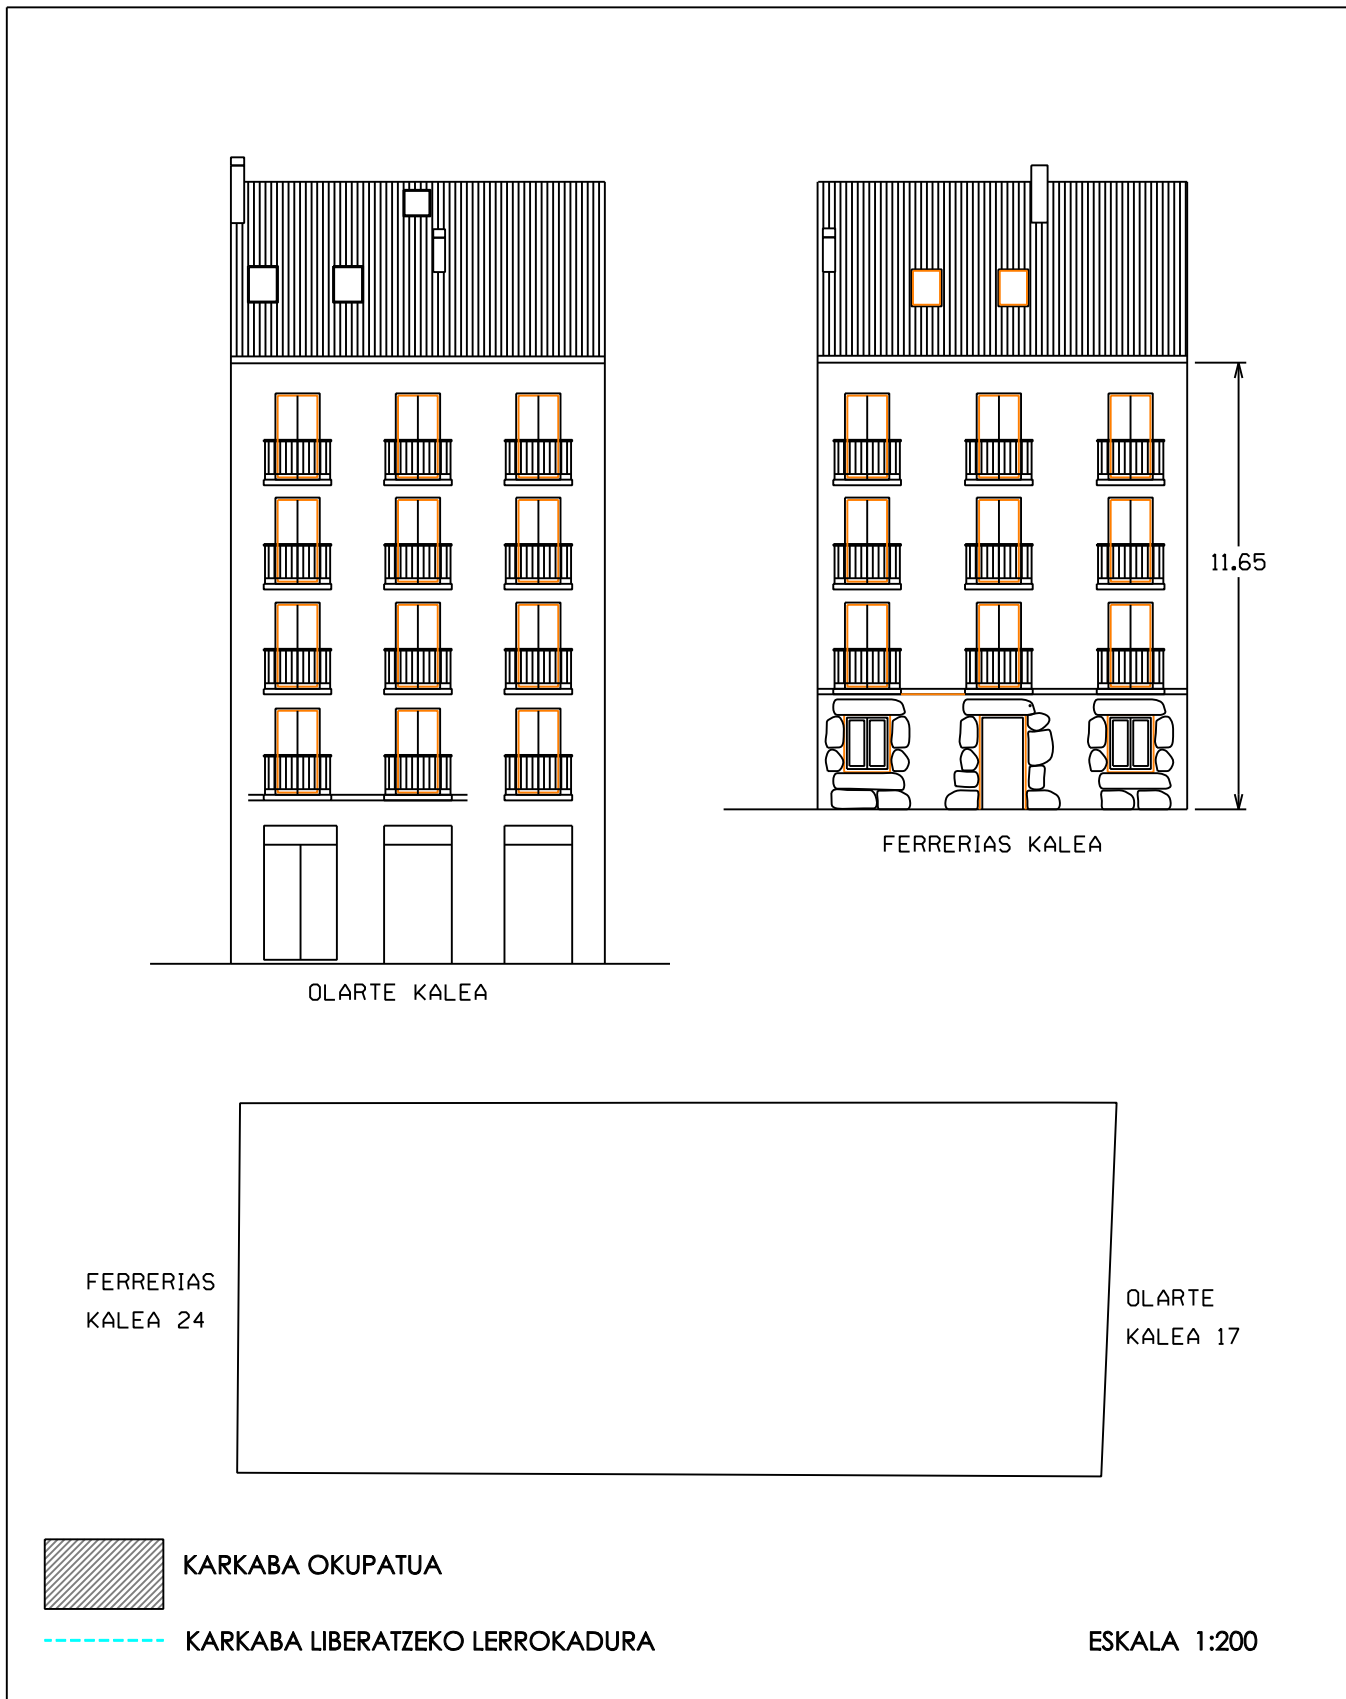 11.65
FERRERIAS KALEA
OLARTE KALEA
FERRERIAS
KALEA 24
OLARTE
KALEA 17
KARKABA OKUPATUA
KARKABA LIBERATZEKO LERROKADURA
ESKALA 1:200